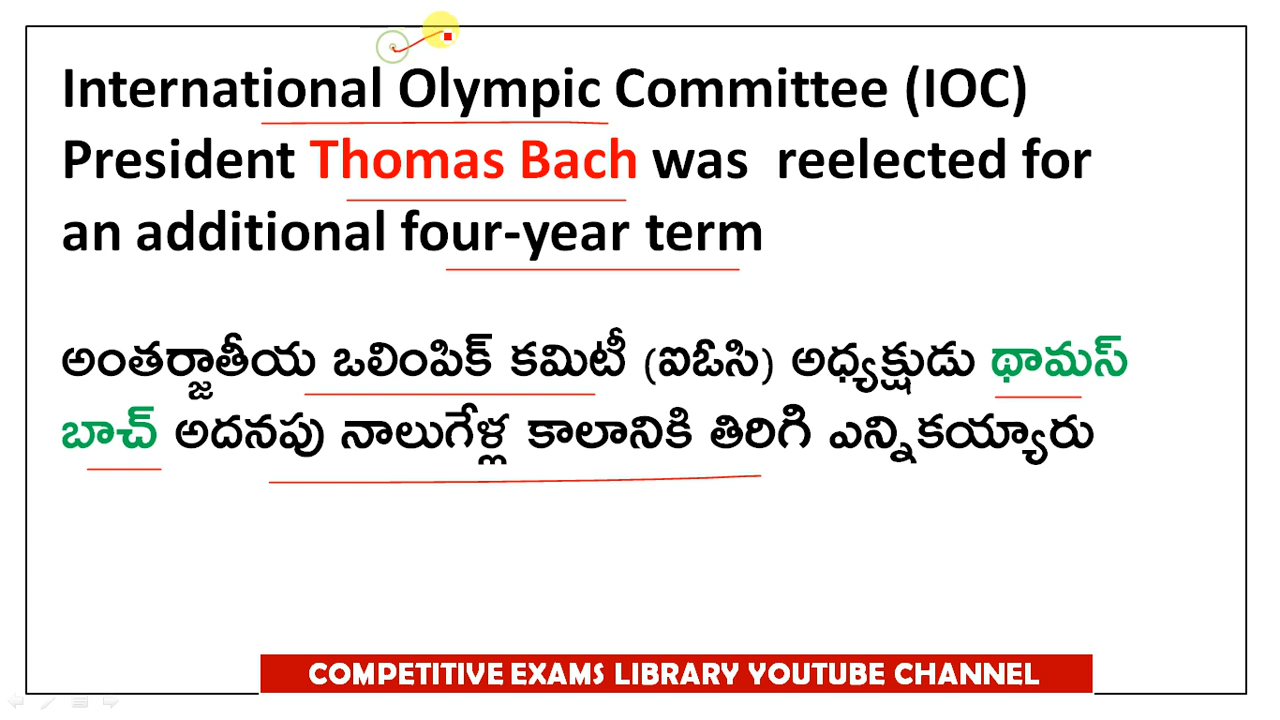 International Olympic Committee (IOC)
President Thomas Bach was reelected for
an additional four-year term
అంతర్జాతీయ ఒలింపిక్ కమిటీ (ఐఓసి) అధ్యక్షుడు థామస్
బాచ్ అదనపు నాలుగేళ్ల కాలానికి తిరిగి ఎన్నికయ్యారు
COMPETITIVE EXAMS LIBRARY YOUTUBE CHANNEL